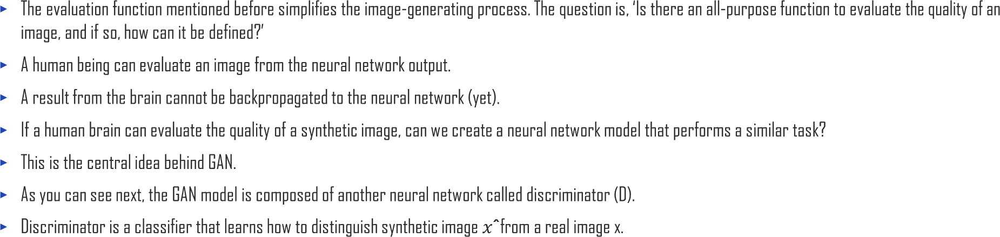 ▸ The evaluation function mentioned before simplifies the image-generating process. The question is, ‘Is there an all-purpose function to evaluate the quality of an
image, and if so, how can it be defined?’
▸ A human being can evaluate an image from the neural network output.
▸ A result from the brain cannot be backpropagated to the neural network (yet).
▸ If a human brain can evaluate the quality of a synthetic image, can we create a neural network model that performs a similar task?
▸ This is the central idea behind GAN.
▸ As you can see next, the GAN model is composed of another neural network called discriminator (D).
▸ Discriminator is a classifier that learns how to distinguish synthetic image 𝑥ˆ from a real image x.